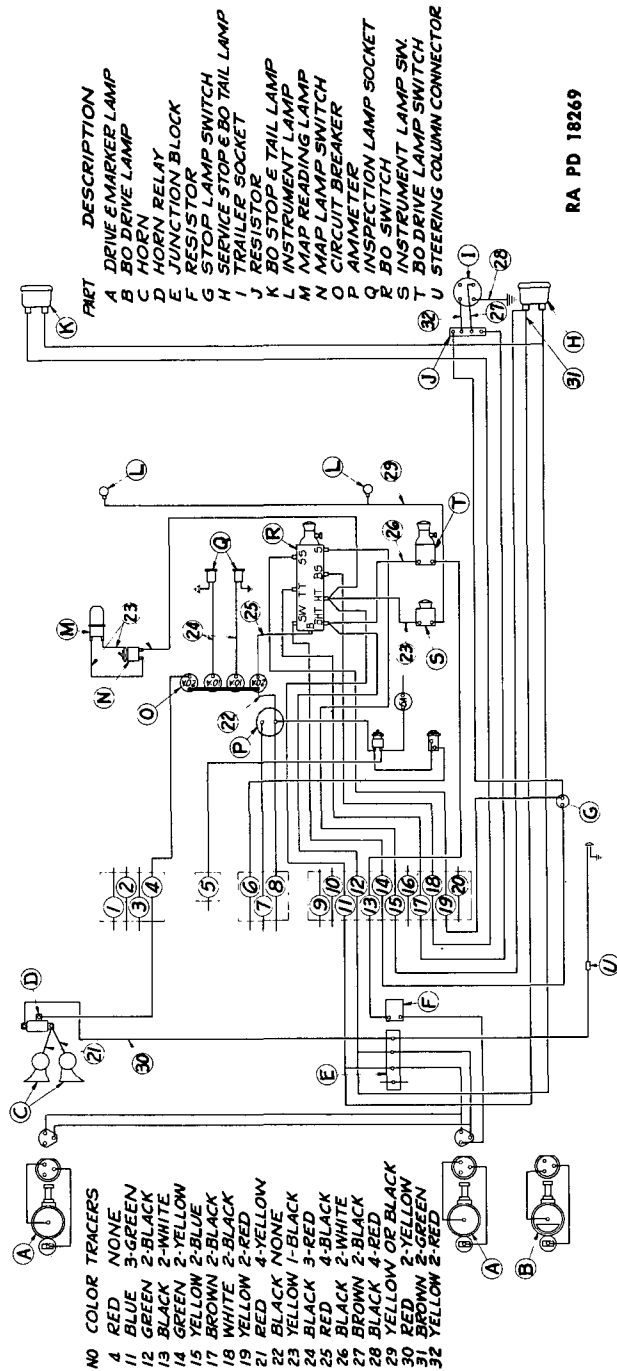 PART DESCRIPTION
A DRIVE & MARKER LAMP
B BO DRIVE LAMP
C HORN
D HORN RELAY
E JUNCTION BLOCK
F RESISTOR
G STOP LAMP SWITCH
H SERVICE STOP & BO TAIL LAMP
I TRAILER SOCKET
J RESISTOR
K BO STOP & TAIL LAMP
L INSTRUMENT LAMP
M MAP READING LAMP
N MAP LAMP SWITCH
O CIRCUIT BREAKER
P AMMETER
Q INSPECTION LAMP SOCKET
R BO SWITCH
S INSTRUMENT LAMP SW.
T BO DRIVE LAMP SWITCH
U STEERING COLUMN CONNECTOR
RA PD 18269
K
I
28
32
27
J
H
31
L
L
29
M
23
N
Q
24
25
R
SS
S
TT
BS
SW
HT
B
BHT
26
T
S
23
O
20A
10A
10A
20A
22
P
G
1
2
3
4
5
6
7
8
9
10
11
12
13
14
15
16
17
18
19
20
D
C
21
30
E
F
U
A
A
B
NO COLOR TRACERS
4 RED NONE
11 BLUE 3-GREEN
12 GREEN 2-BLACK
13 BLACK 2-WHITE
14 GREEN 2-YELLOW
15 YELLOW 2-BLUE
17 BROWN 2-BLACK
18 WHITE 2-BLACK
19 YELLOW 2-RED
21 RED 4-YELLOW
22 BLACK NONE
23 YELLOW 1-BLACK
24 BLACK 3-RED
25 RED 4-BLACK
26 BLACK 2-WHITE
27 BROWN 2-BLACK
28 BLACK 4-RED
29 YELLOW OR BLACK
30 RED 2-YELLOW
31 BROWN 2-GREEN
32 YELLOW 2-RED